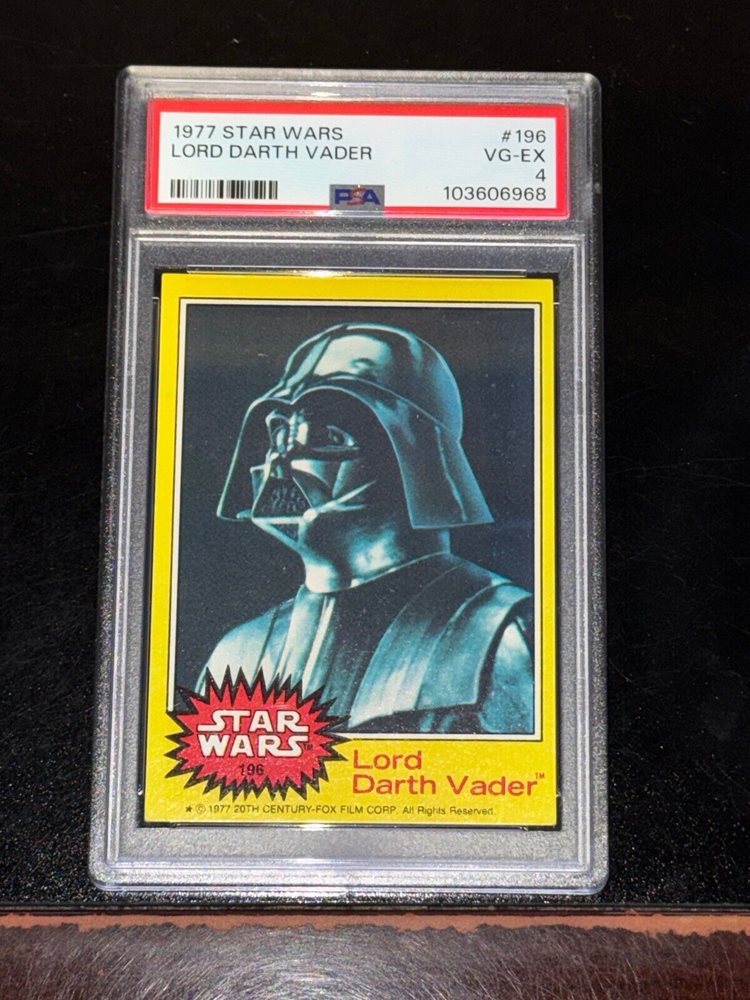 1977 STAR WARS #196
LORD DARTH VADER VG-EX
4
PSA 103606968
STAR
WARS™
196
Lord
Darth Vader™
★ © 1977 20TH CENTURY-FOX FILM CORP. All Rights Reserved.